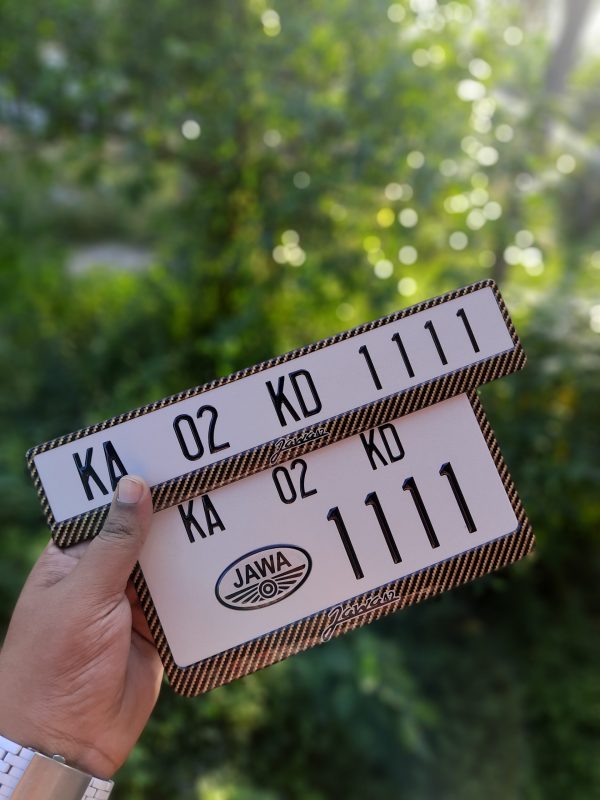 KA 02 KD 1111
KA 02 KD
1111
JAWA